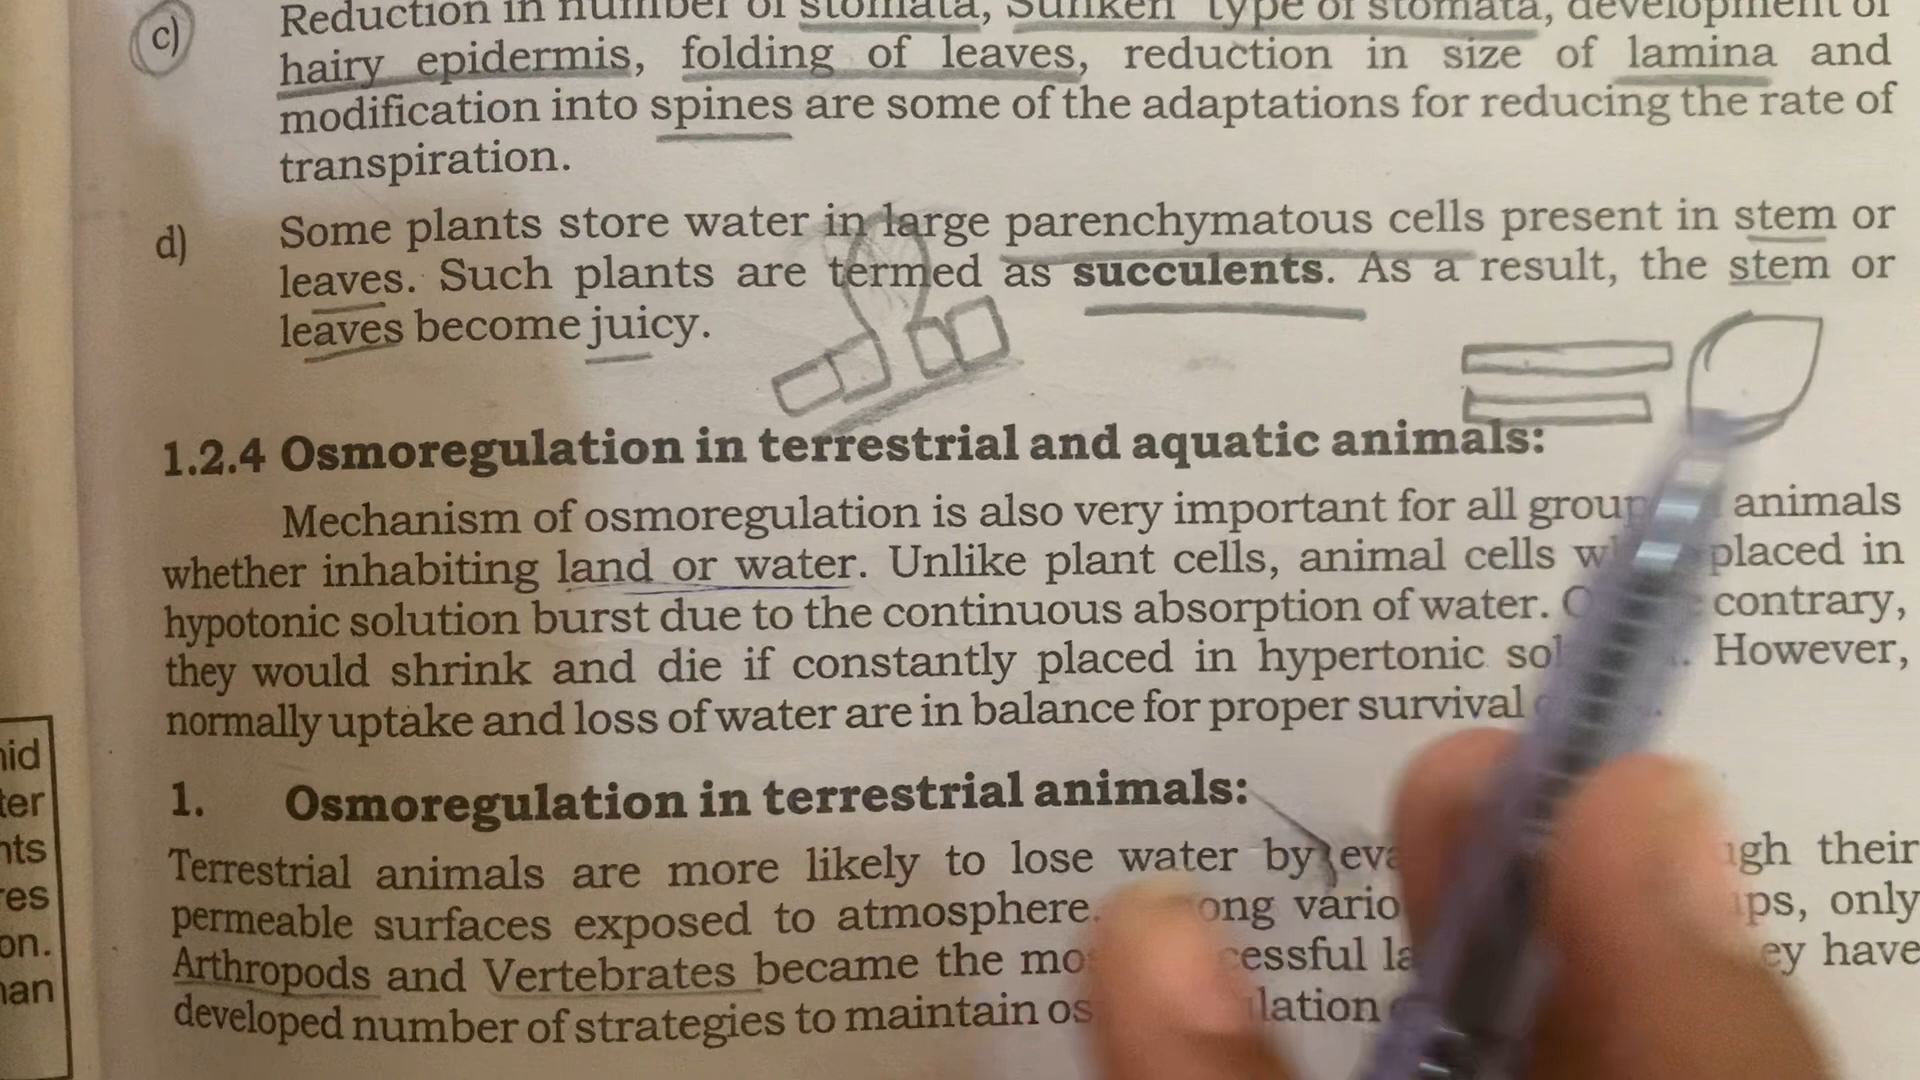 c) Reduction in number of stomata, Sunken type of stomata, development of
hairy epidermis, folding of leaves, reduction in size of lamina and
modification into spines are some of the adaptations for reducing the rate of
transpiration.
d) Some plants store water in large parenchymatous cells present in stem or
leaves. Such plants are termed as succulents. As a result, the stem or
leaves become juicy.
1.2.4 Osmoregulation in terrestrial and aquatic animals:
Mechanism of osmoregulation is also very important for all group animals
whether inhabiting land or water. Unlike plant cells, animal cells placed in
hypotonic solution burst due to the continuous absorption of water. contrary,
they would shrink and die if constantly placed in hypertonic However,
normally uptake and loss of water are in balance for proper survival
1. Osmoregulation in terrestrial animals:
Terrestrial animals are more likely to lose water by their
permeable surfaces exposed to atmosphere. only
Arthropods and Vertebrates became the have
developed number of strategies to maintain